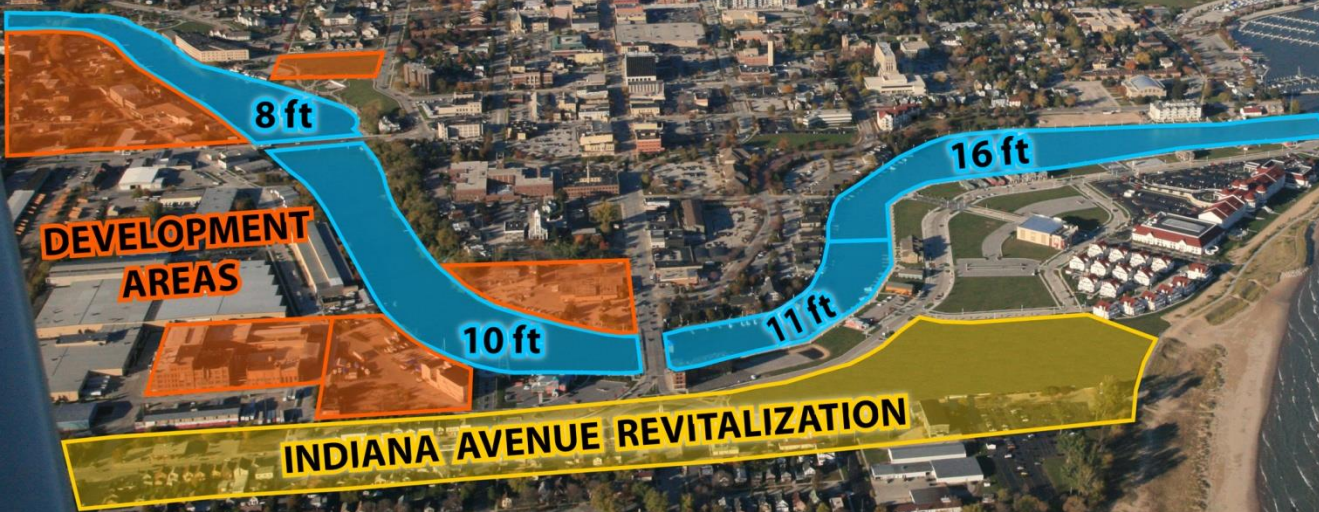 8 ft
16 ft
DEVELOPMENT
AREAS
11 ft
10 ft
INDIANA AVENUE REVITALIZATION